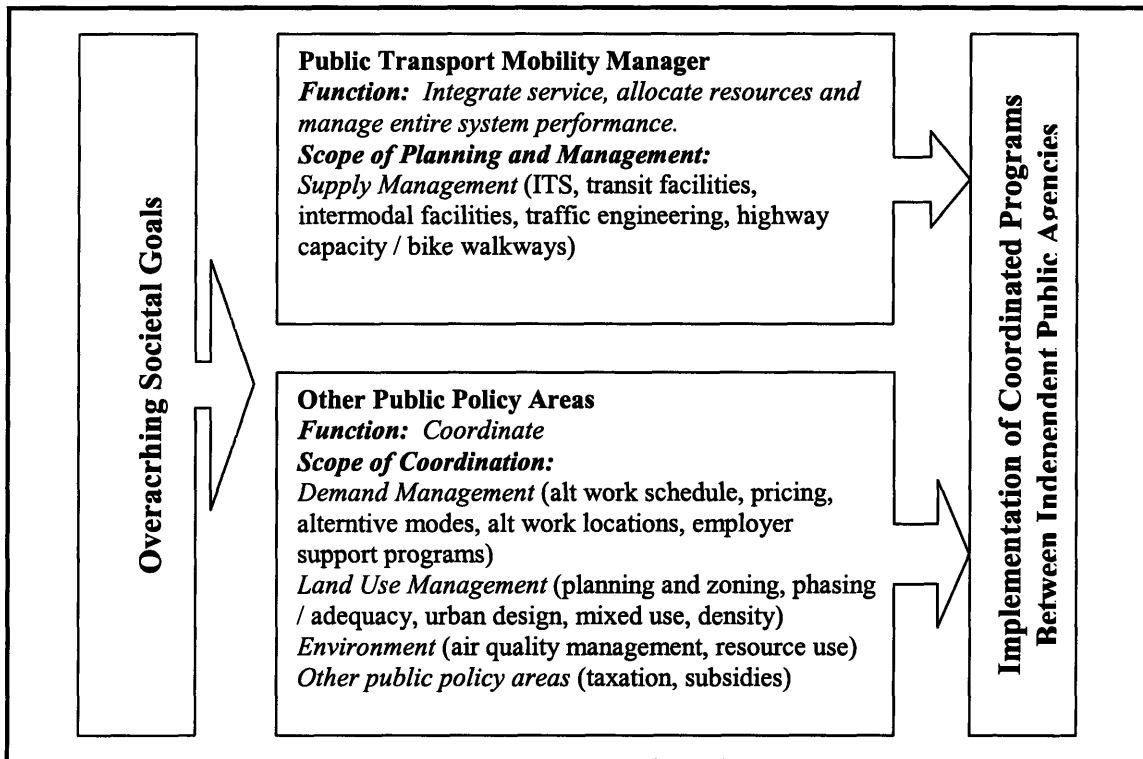 Overacrhing Societal Goals
Public Transport Mobility Manager
Function: Integrate service, allocate resources and
manage entire system performance.
Scope of Planning and Management:
Supply Management (ITS, transit facilities,
intermodal facilities, traffic engineering, highway
capacity / bike walkways)
Other Public Policy Areas
Function: Coordinate
Scope of Coordination:
Demand Management (alt work schedule, pricing,
alterntive modes, alt work locations, employer
support programs)
Land Use Management (planning and zoning, phasing
/ adequacy, urban design, mixed use, density)
Environment (air quality management, resource use)
Other public policy areas (taxation, subsidies)
Implementation of Coordinated Programs
Between Independent Public Agencies